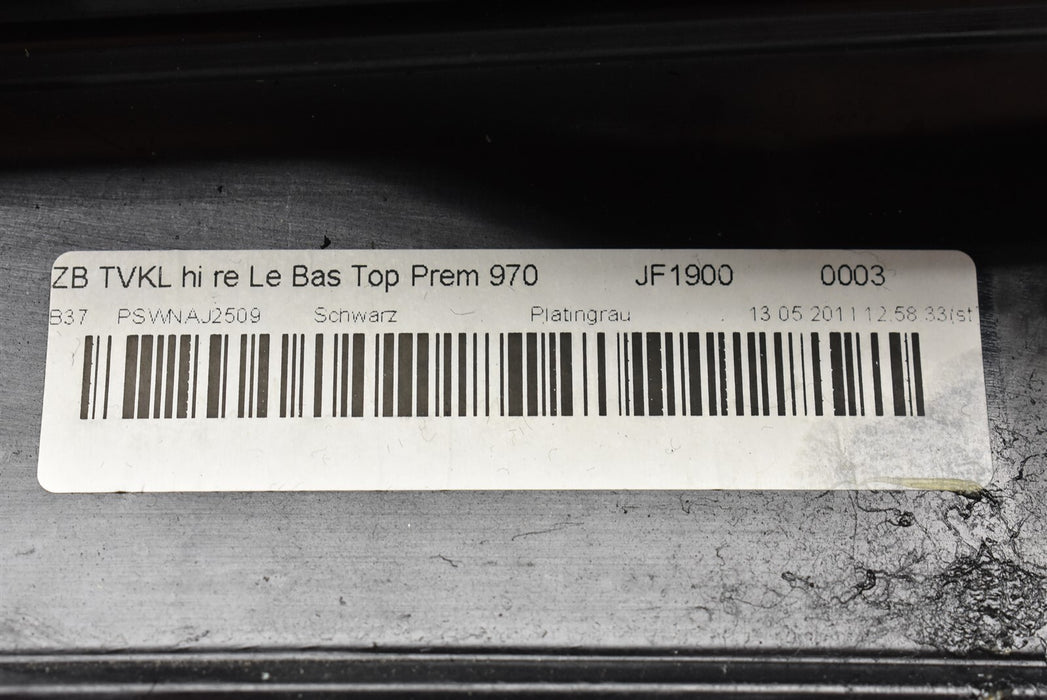 ZB TVKL hi re Le Bas Top Prem 970 JF1900 0003
B37 PSWNAJ2509 Schwarz Platingrau 13.05.2011 12:58:33(st